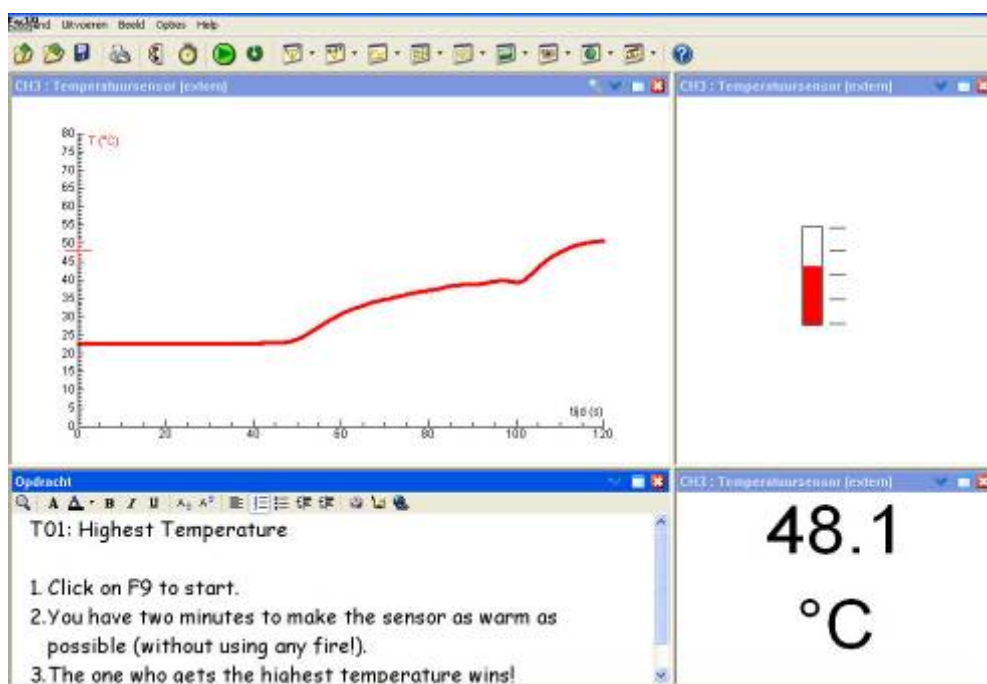 Uitvoeren Beeld Opties Help
CH3 : Temperatuursensor (extern)
CH3 : Temperatuursensor (extern)
80
75
70
65
60
55
50
45
40
35
30
25
20
15
10
5
0
T (°C)
tijd (s)
0 20 40 60 80 100 120
Opdracht
CH3 : Temperatuursensor (extern)
T01: Highest Temperature
1. Click on F9 to start.
2. You have two minutes to make the sensor as warm as
possible (without using any fire!).
3. The one who gets the highest temperature wins!
48.1
°C